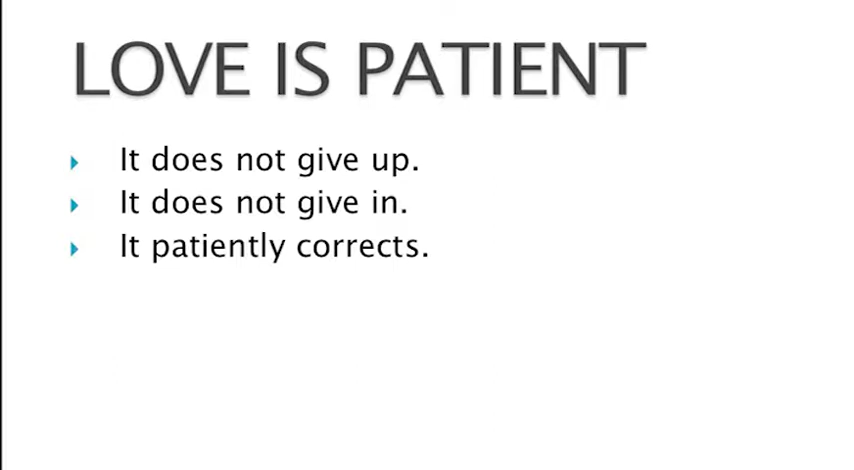 LOVE IS PATIENT
It does not give up.
It does not give in.
It patiently corrects.